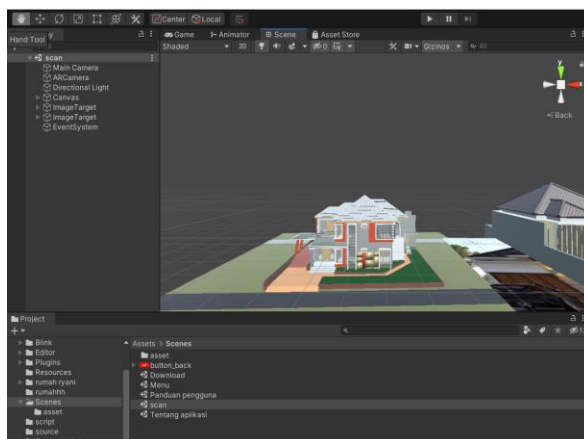 Center Local
Hand Tool
Game Animator Scene Asset Store
Shaded 2D 0 Gizmos All
scan
Main Camera
ARCamera
Directional Light
Canvas
ImageTarget
ImageTarget
EventSystem
y
x
< Back
Project
Blink
Editor
Plugins
Resources
rumah ryani
rumahhh
Scenes
asset
script
source
Assets > Scenes
asset
button_back
Download
Menu
Panduan pengguna
scan
Tentang aplikasi